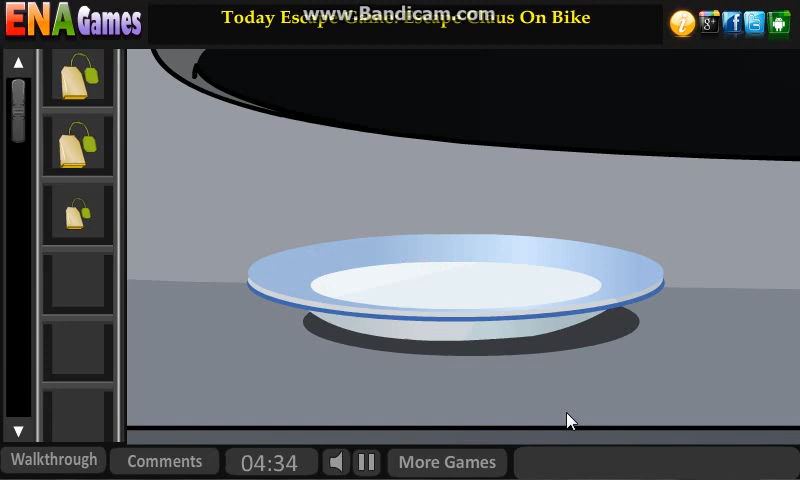 ENA Games
www.Bandicam.com
Today Escape Game: Escape Claus On Bike
Walkthrough
Comments
04:34
More Games